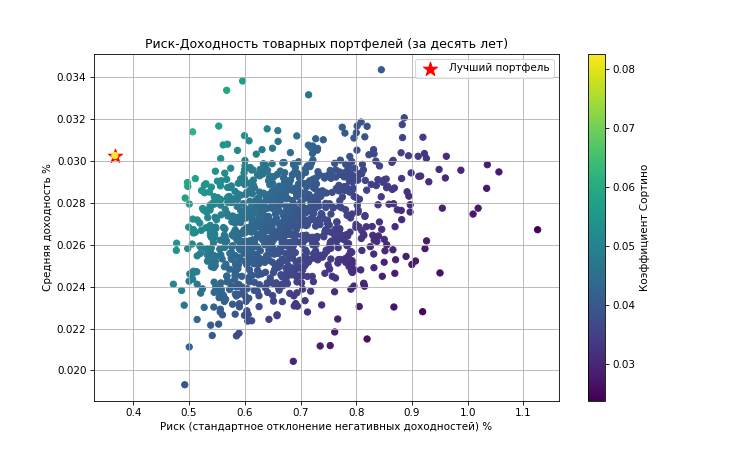 Риск-Доходность товарных портфелей (за десять лет)
Лучший портфель
Средняя доходность %
0.034
0.032
0.030
0.028
0.026
0.024
0.022
0.020
0.4 0.5 0.6 0.7 0.8 0.9 1.0 1.1
Риск (стандартное отклонение негативных доходностей) %
0.08
0.07
0.06
0.05
0.04
0.03
Коэффициент Сортино